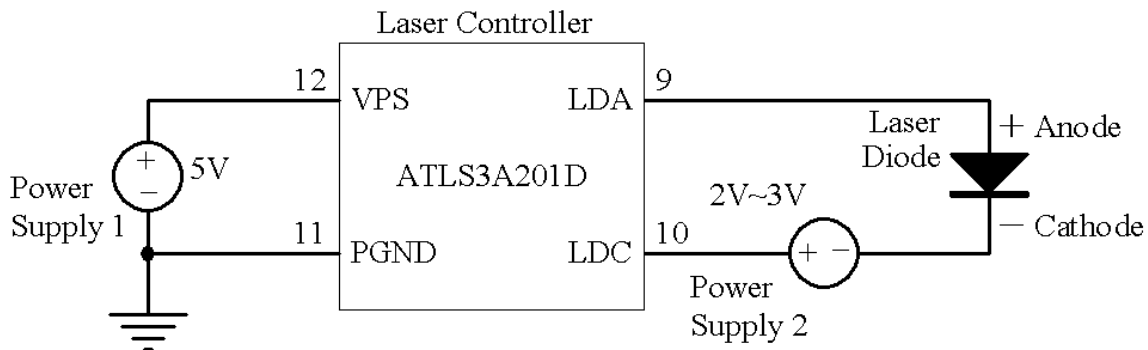 Laser Controller
12
VPS
LDA
9
Laser
Diode
+ Anode
+
−
5V
Power
Supply 1
ATLS3A201D
2V~3V
− Cathode
11
PGND
LDC
10
+ −
Power
Supply 2